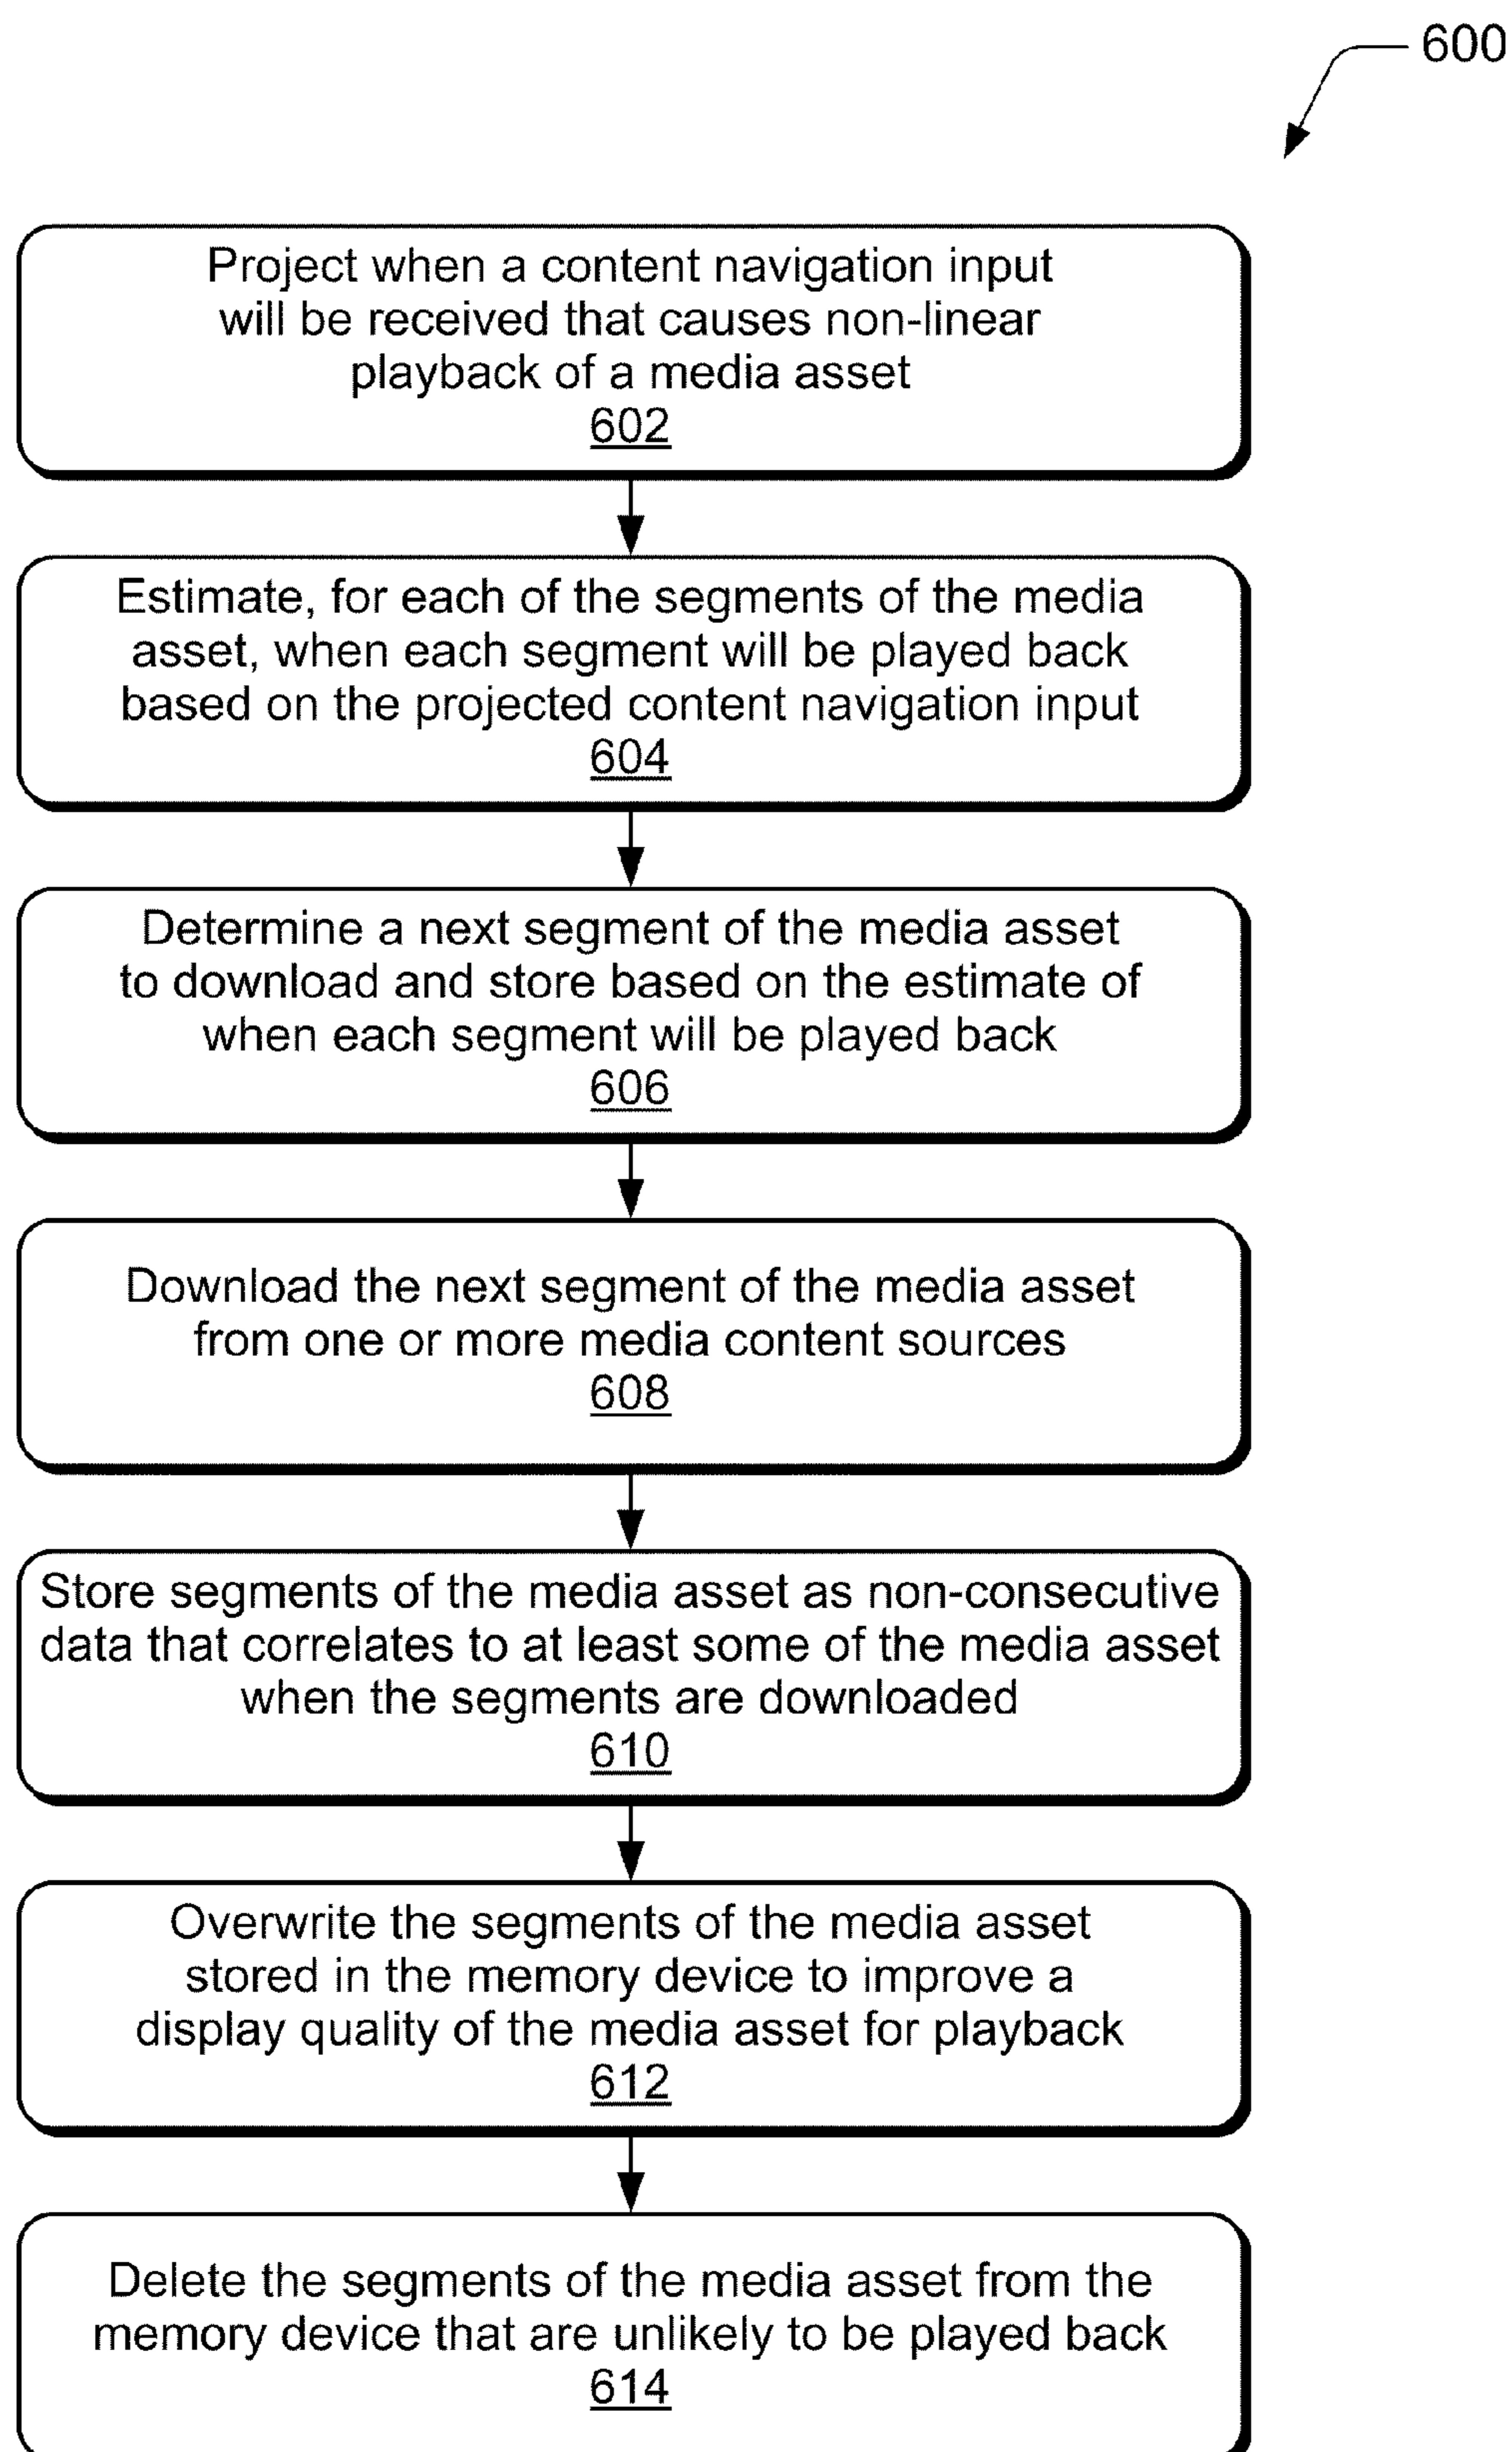 600
Project when a content navigation input
will be received that causes non-linear
playback of a media asset
602
Estimate, for each of the segments of the media
asset, when each segment will be played back
based on the projected content navigation input
604
Determine a next segment of the media asset
to download and store based on the estimate of
when each segment will be played back
606
Download the next segment of the media asset
from one or more media content sources
608
Store segments of the media asset as non-consecutive
data that correlates to at least some of the media asset
when the segments are downloaded
610
Overwrite the segments of the media asset
stored in the memory device to improve a
display quality of the media asset for playback
612
Delete the segments of the media asset from the
memory device that are unlikely to be played back
614